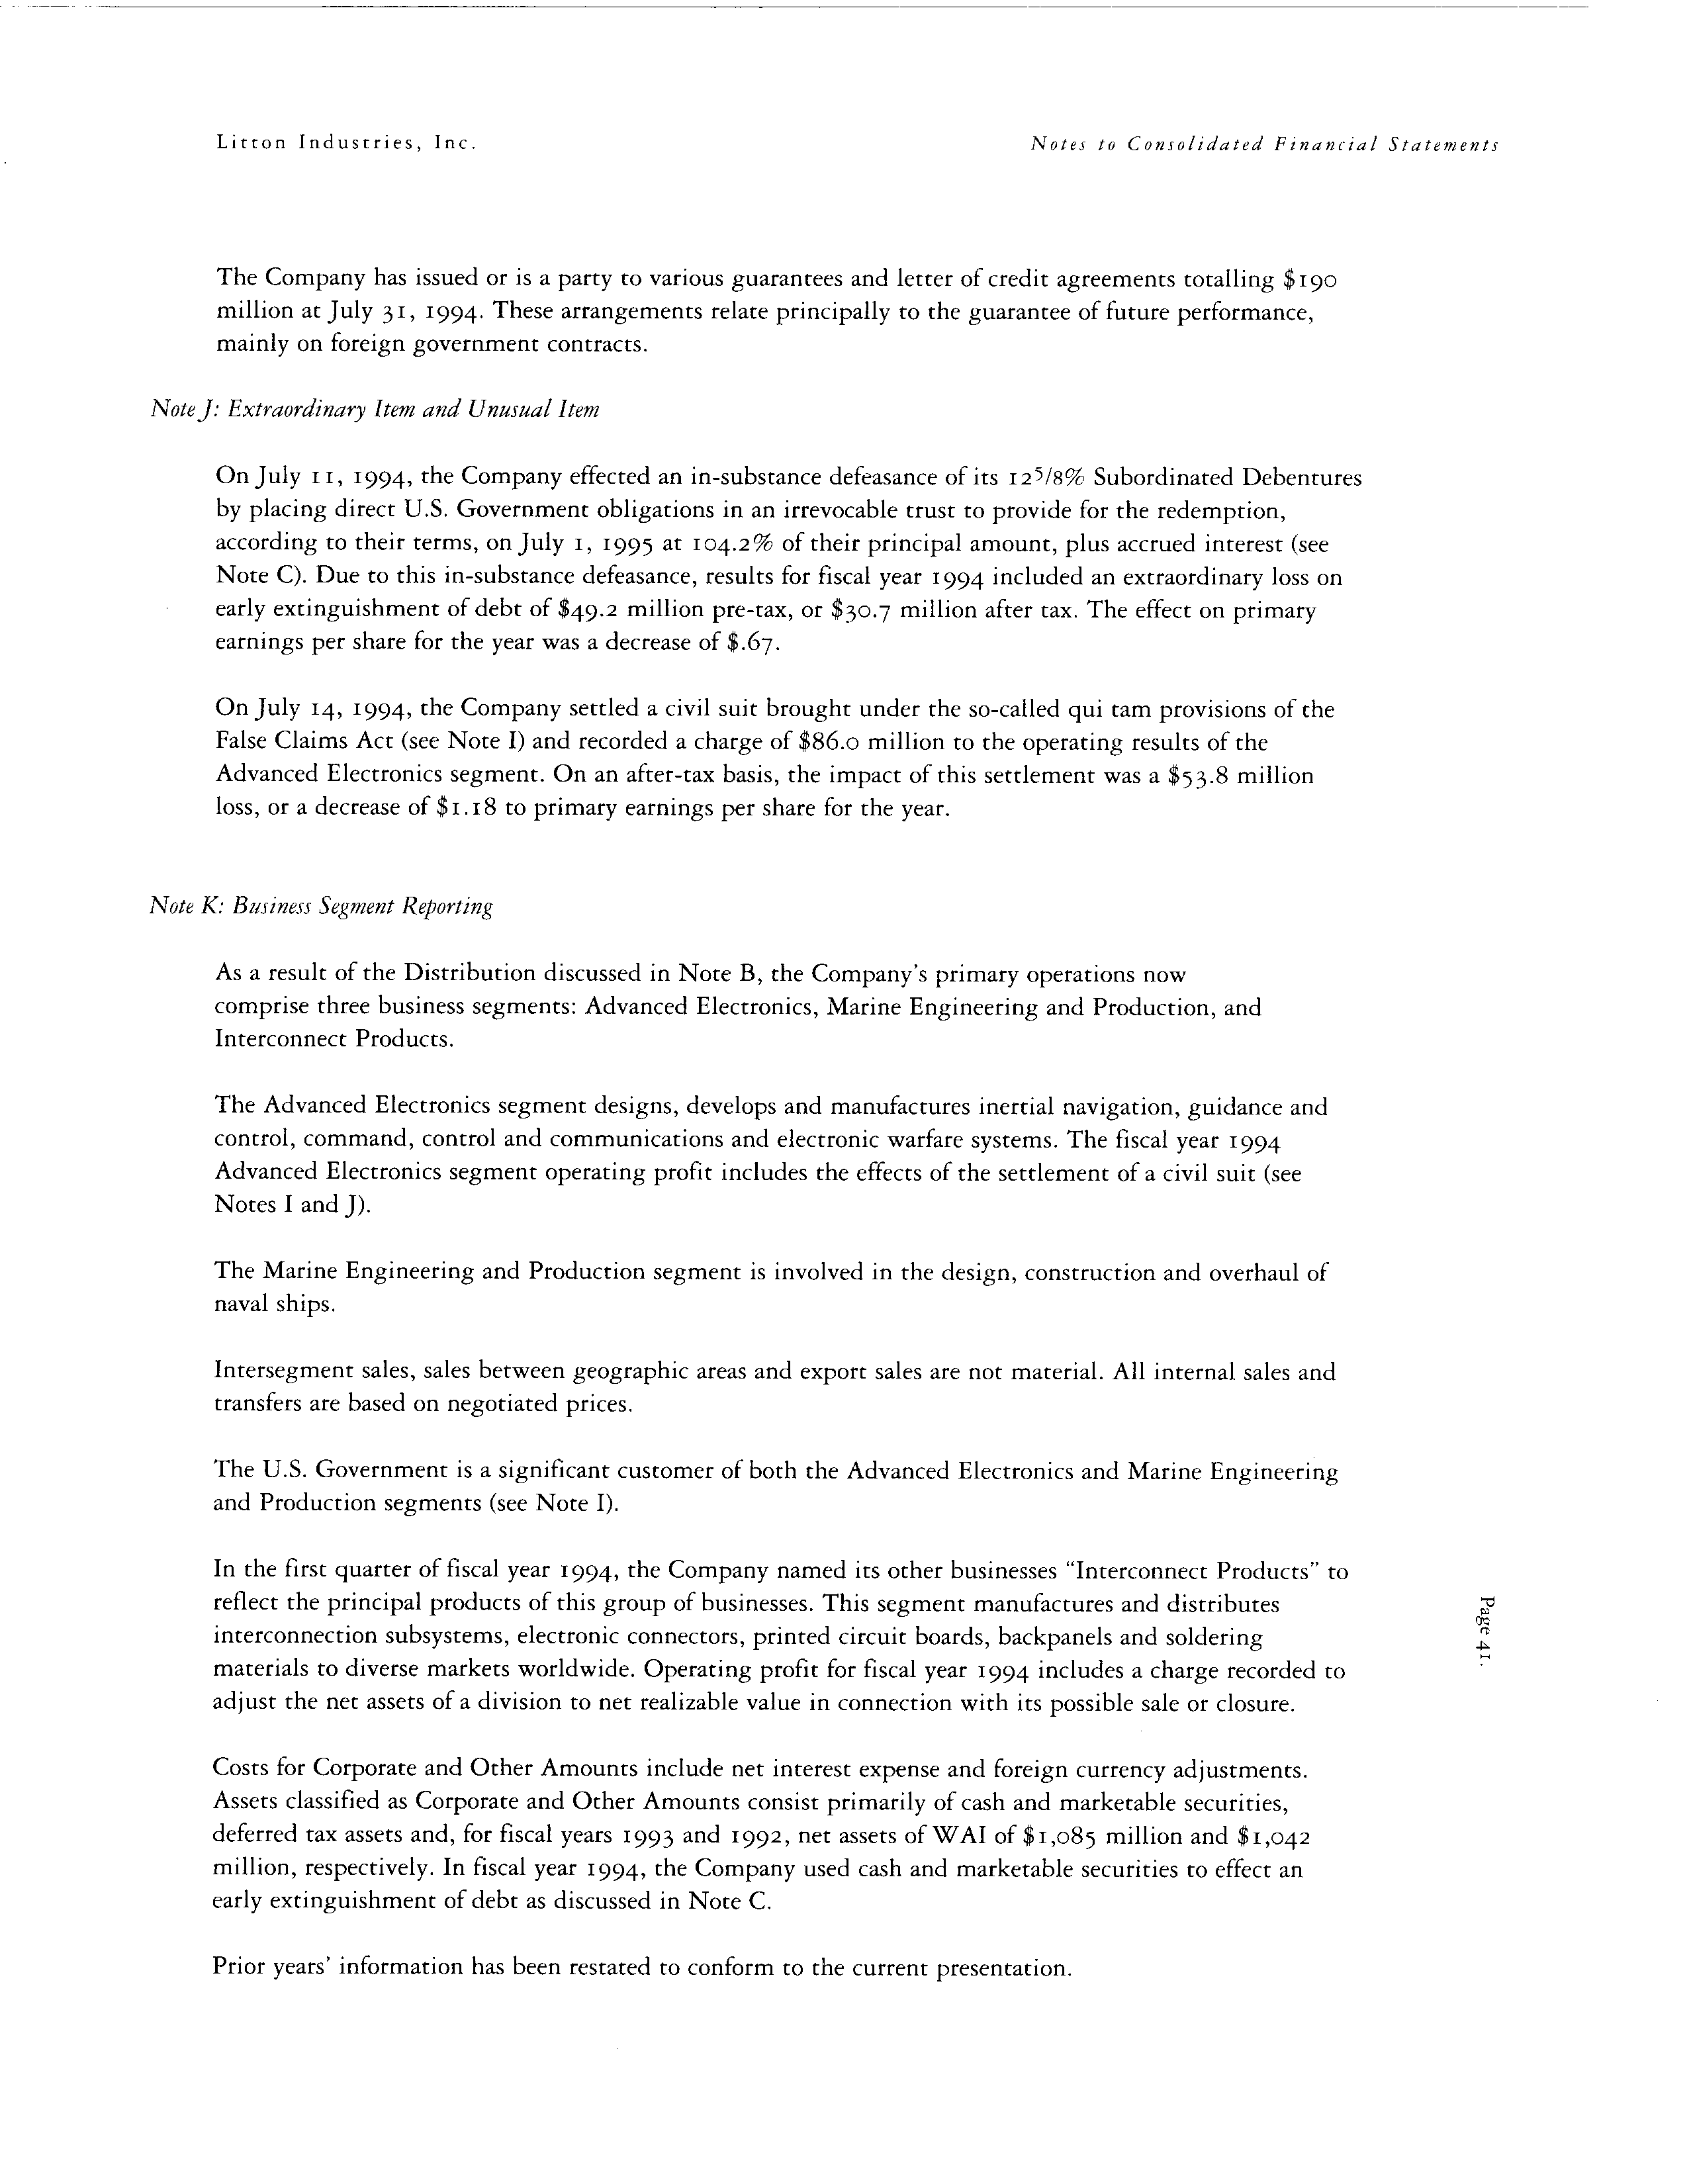 Litton Industries, Inc.
Notes to Consolidated Financial Statements
The Company has issued or is a party to various guarantees and letter of credit agreements totalling $190
million at July 31, 1994. These arrangements relate principally to the guarantee of future performance,
mainly on foreign government contracts.
Note J: Extraordinary Item and Unusual Item
On July 11, 1994, the Company effected an in-substance defeasance of its 12 5/8% Subordinated Debentures
by placing direct U.S. Government obligations in an irrevocable trust to provide for the redemption,
according to their terms, on July 1, 1995 at 104.2% of their principal amount, plus accrued interest (see
Note C). Due to this in-substance defeasance, results for fiscal year 1994 included an extraordinary loss on
early extinguishment of debt of $49.2 million pre-tax, or $30.7 million after tax. The effect on primary
earnings per share for the year was a decrease of $.67.
On July 14, 1994, the Company settled a civil suit brought under the so-called qui tam provisions of the
False Claims Act (see Note I) and recorded a charge of $86.0 million to the operating results of the
Advanced Electronics segment. On an after-tax basis, the impact of this settlement was a $53.8 million
loss, or a decrease of $1.18 to primary earnings per share for the year.
Note K: Business Segment Reporting
As a result of the Distribution discussed in Note B, the Company's primary operations now
comprise three business segments: Advanced Electronics, Marine Engineering and Production, and
Interconnect Products.
The Advanced Electronics segment designs, develops and manufactures inertial navigation, guidance and
control, command, control and communications and electronic warfare systems. The fiscal year 1994
Advanced Electronics segment operating profit includes the effects of the settlement of a civil suit (see
Notes I and J).
The Marine Engineering and Production segment is involved in the design, construction and overhaul of
naval ships.
Intersegment sales, sales between geographic areas and export sales are not material. All internal sales and
transfers are based on negotiated prices.
The U.S. Government is a significant customer of both the Advanced Electronics and Marine Engineering
and Production segments (see Note I).
In the first quarter of fiscal year 1994, the Company named its other businesses “Interconnect Products” to
reflect the principal products of this group of businesses. This segment manufactures and distributes
interconnection subsystems, electronic connectors, printed circuit boards, backpanels and soldering
materials to diverse markets worldwide. Operating profit for fiscal year 1994 includes a charge recorded to
adjust the net assets of a division to net realizable value in connection with its possible sale or closure.
Costs for Corporate and Other Amounts include net interest expense and foreign currency adjustments.
Assets classified as Corporate and Other Amounts consist primarily of cash and marketable securities,
deferred tax assets and, for fiscal years 1993 and 1992, net assets of WAI of $1,085 million and $1,042
million, respectively. In fiscal year 1994, the Company used cash and marketable securities to effect an
early extinguishment of debt as discussed in Note C.
Prior years' information has been restated to conform to the current presentation.
Page 41.